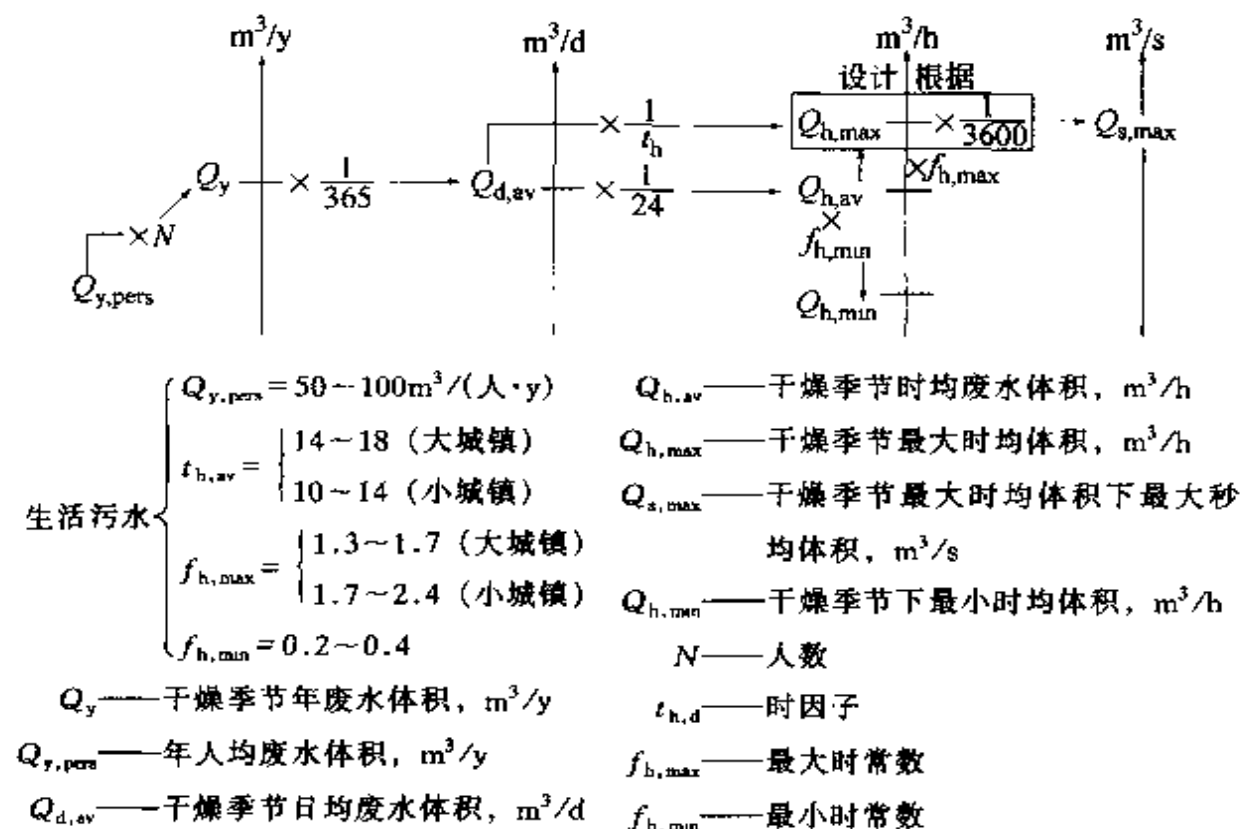 m³/y m³/d m³/h m³/s
设计 根据
× 1/t_h Q_h,max × 1/3600 Q_s,max
Q_y × 1/365 Q_d,av × 1/24 Q_h,av ×f_h,max
×N × f_h,min
Q_y,pers Q_h,min
生活污水
Q_y,pers = 50~100m³/(人·y)
t_h,av = 14~18 (大城镇)
10~14 (小城镇)
f_h,max = 1.3~1.7 (大城镇)
1.7~2.4 (小城镇)
f_h,min = 0.2~0.4
Q_y——干燥季节年废水体积, m³/y
Q_y,pers——年人均废水体积, m³/y
Q_d,av——干燥季节日均废水体积, m³/d
Q_h,av——干燥季节时均废水体积, m³/h
Q_h,max——干燥季节最大时均体积, m³/h
Q_s,max——干燥季节最大时均体积下最大秒
均体积, m³/s
Q_h,min——干燥季节下最小时均体积, m³/h
N——人数
t_h,d——时因子
f_h,max——最大时常数
f_h,min——最小时常数